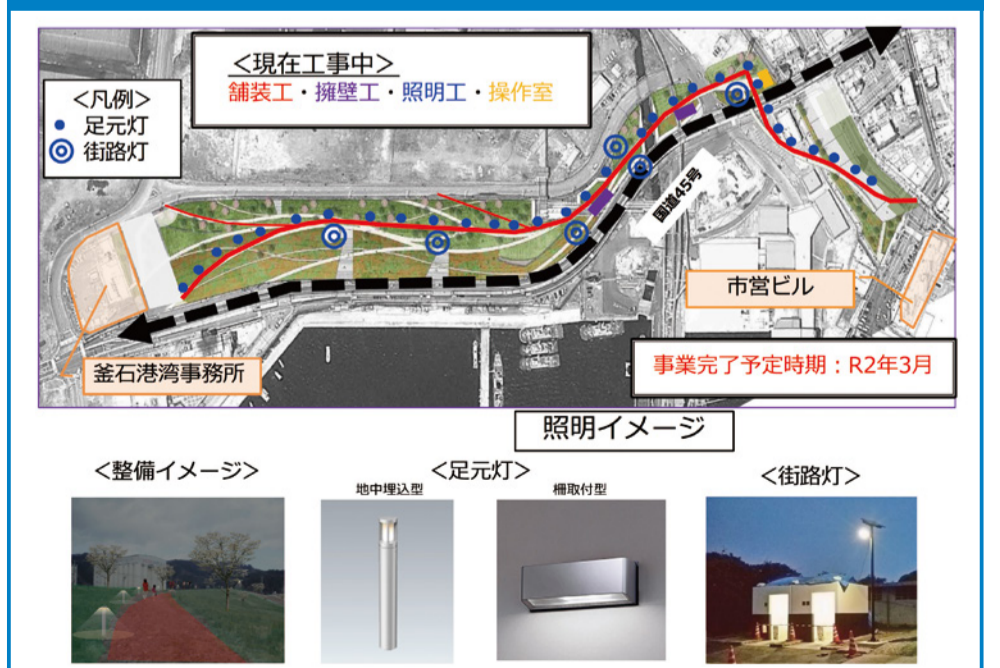 <現在工事中>
舗装工・擁壁工・照明工・操作室
<凡例>
足元灯
街路灯
国道45号
市営ビル
釜石港湾事務所
事業完了予定時期：R2年3月
照明イメージ
<整備イメージ>
<足元灯>
地中埋込型
柵取付型
<街路灯>